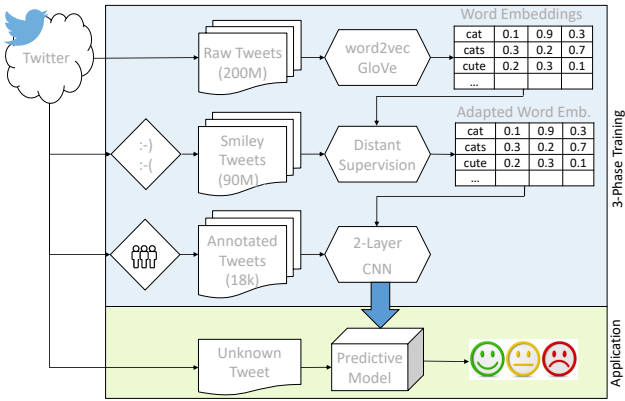 Twitter
Raw Tweets
(200M)
word2vec
GloVe
Word Embeddings
cat 0.1 0.9 0.3
cats 0.3 0.2 0.7
cute 0.2 0.3 0.1
...
:-)
:-(
Smiley
Tweets
(90M)
Distant
Supervision
Adapted Word Emb.
cat 0.1 0.9 0.3
cats 0.3 0.2 0.7
cute 0.2 0.3 0.1
...
Annotated
Tweets
(18k)
2-Layer
CNN
3-Phase Training
Unknown
Tweet
Predictive
Model
Application